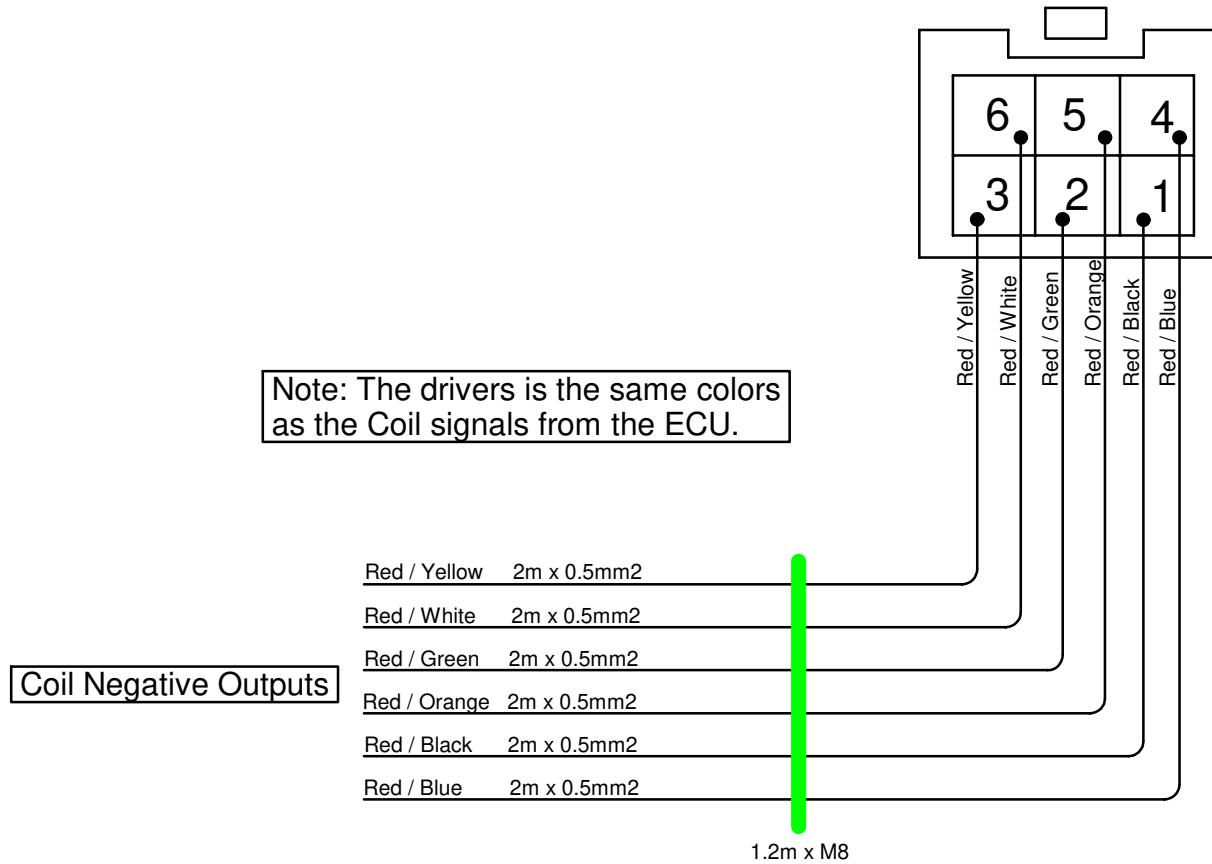 6 5 4
3 2 1
Red / Yellow
Red / White
Red / Green
Red / Orange
Red / Black
Red / Blue
Note: The drivers is the same colors
as the Coil signals from the ECU.
Red / Yellow 2m x 0.5mm2
Red / White 2m x 0.5mm2
Red / Green 2m x 0.5mm2
Coil Negative Outputs
Red / Orange 2m x 0.5mm2
Red / Black 2m x 0.5mm2
Red / Blue 2m x 0.5mm2
1.2m x M8